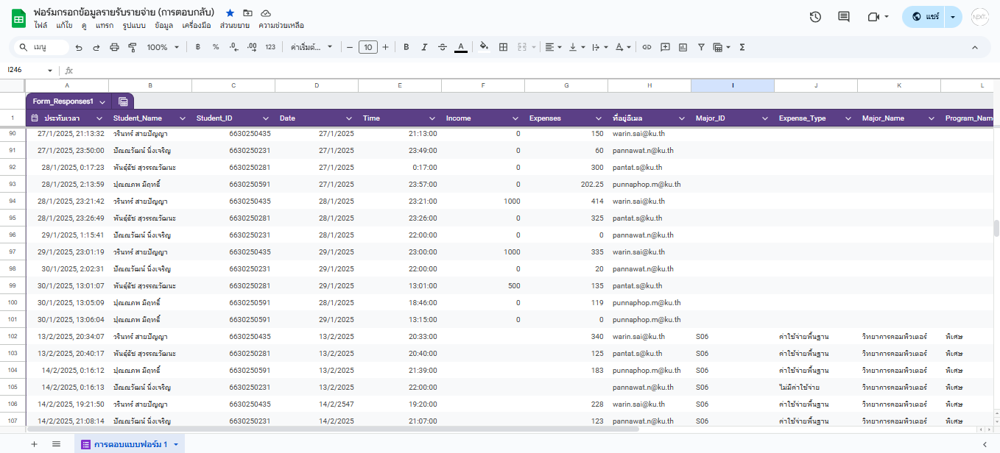 ฟอร์มกรอกข้อมูลรายรับรายจ่าย (การตอบกลับ)
ไฟล์ แก้ไข ดู แทรก รูปแบบ ข้อมูล เครื่องมือ ส่วนขยาย ความช่วยเหลือ
แชร์
NEXT
เมนู 100% ฿ % .0 .00 123 ค่าเริ่มต้... 10 B I S A
I246 fx
A B C D E F G H I J K L
Form_Responses1
1 ประทับเวลา Student_Name Student_ID Date Time Income Expenses ที่อยู่อีเมล Major_ID Expense_Type Major_Name Program_Name
90 27/1/2025, 21:13:32 วรินทร์ สายปัญญา 6630250435 27/1/2025 21:13:00 0 150 warin.sai@ku.th
91 27/1/2025, 23:50:00 ปัณณวัฒน์ นิ่งเจริญ 6630250231 27/1/2025 23:49:00 0 60 pannawat.n@ku.th
92 28/1/2025, 0:17:23 พันธุ์ธัช สุวรรณวัฒนะ 6630250281 27/1/2025 0:17:00 0 300 pantat.s@ku.th
93 28/1/2025, 2:13:59 ปุณณภพ มีฤทธิ์ 6630250591 27/1/2025 23:57:00 0 202.25 punnaphop.m@ku.th
94 28/1/2025, 23:21:42 วรินทร์ สายปัญญา 6630250435 28/1/2025 23:21:00 1000 414 warin.sai@ku.th
95 28/1/2025, 23:26:49 พันธุ์ธัช สุวรรณวัฒนะ 6630250281 28/1/2025 23:26:00 0 325 pantat.s@ku.th
96 29/1/2025, 1:15:41 ปัณณวัฒน์ นิ่งเจริญ 6630250231 28/1/2025 22:00:00 0 0 pannawat.n@ku.th
97 29/1/2025, 23:01:19 วรินทร์ สายปัญญา 6630250435 29/1/2025 23:00:00 1000 335 warin.sai@ku.th
98 30/1/2025, 2:02:31 ปัณณวัฒน์ นิ่งเจริญ 6630250231 29/1/2025 22:00:00 0 20 pannawat.n@ku.th
99 30/1/2025, 13:01:07 พันธุ์ธัช สุวรรณวัฒนะ 6630250281 29/1/2025 13:01:00 500 135 pantat.s@ku.th
100 30/1/2025, 13:05:09 ปุณณภพ มีฤทธิ์ 6630250591 28/1/2025 18:46:00 0 119 punnaphop.m@ku.th
101 30/1/2025, 13:06:04 ปุณณภพ มีฤทธิ์ 6630250591 29/1/2025 13:15:00 0 0 punnaphop.m@ku.th
102 13/2/2025, 20:34:07 วรินทร์ สายปัญญา 6630250435 13/2/2025 20:33:00 340 warin.sai@ku.th S06 ค่าใช้จ่ายพื้นฐาน วิทยาการคอมพิวเตอร์ พิเศษ
103 13/2/2025, 20:40:17 พันธุ์ธัช สุวรรณวัฒนะ 6630250281 13/2/2025 20:40:00 125 pantat.s@ku.th S06 ค่าใช้จ่ายพื้นฐาน วิทยาการคอมพิวเตอร์ พิเศษ
104 14/2/2025, 0:16:12 ปุณณภพ มีฤทธิ์ 6630250591 13/2/2025 21:39:00 183 punnaphop.m@ku.th S06 ค่าใช้จ่ายพื้นฐาน วิทยาการคอมพิวเตอร์ พิเศษ
105 14/2/2025, 0:16:13 ปัณณวัฒน์ นิ่งเจริญ 6630250231 13/2/2025 22:00:00 pannawat.n@ku.th S06 ไม่มีค่าใช้จ่าย วิทยาการคอมพิวเตอร์ พิเศษ
106 14/2/2025, 19:21:50 วรินทร์ สายปัญญา 6630250435 14/2/2547 19:20:00 228 warin.sai@ku.th S06 ค่าใช้จ่ายพื้นฐาน วิทยาการคอมพิวเตอร์ พิเศษ
107 14/2/2025, 21:08:14 ปัณณวัฒน์ นิ่งเจริญ 6630250231 14/2/2025 21:07:00 123 pannawat.n@ku.th S06 ค่าใช้จ่ายพื้นฐาน วิทยาการคอมพิวเตอร์ พิเศษ
การตอบแบบฟอร์ม 1